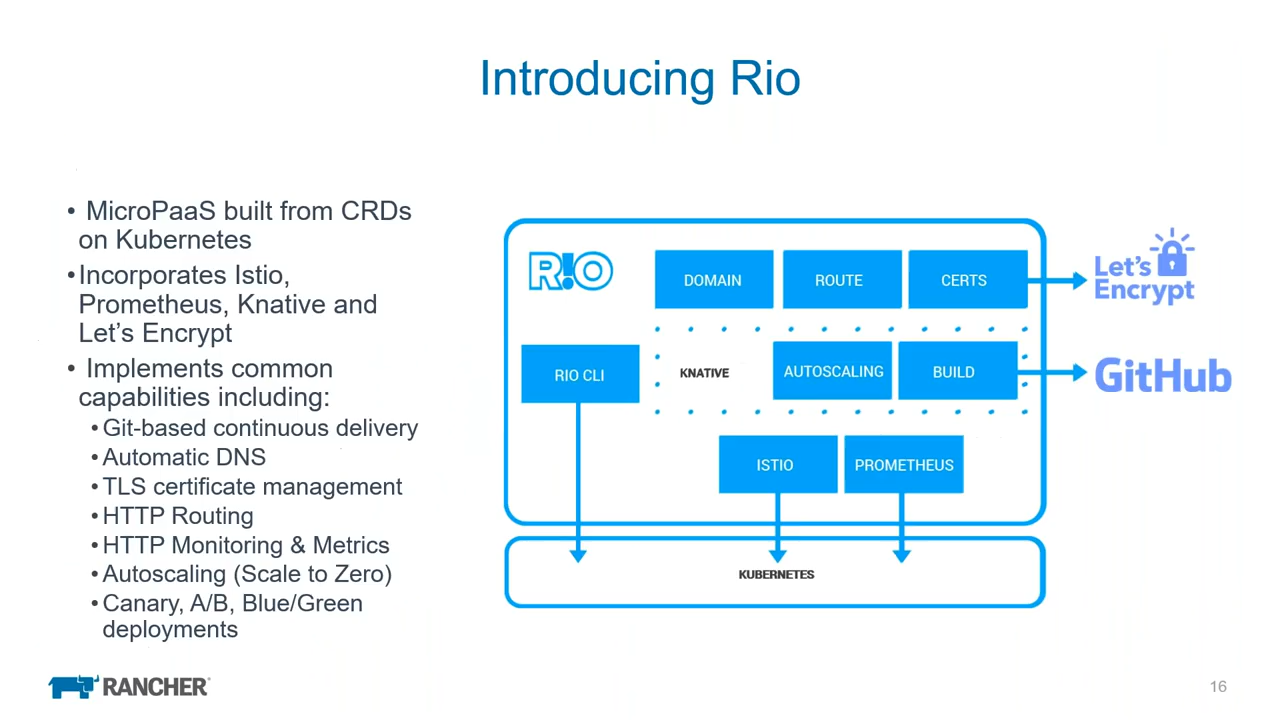 Introducing Rio
• MicroPaaS built from CRDs
on Kubernetes
•Incorporates Istio,
Prometheus, Knative and
Let’s Encrypt
• Implements common
capabilities including:
•Git-based continuous delivery
•Automatic DNS
•TLS certificate management
•HTTP Routing
•HTTP Monitoring & Metrics
•Autoscaling (Scale to Zero)
•Canary, A/B, Blue/Green
deployments
R!O
DOMAIN
ROUTE
CERTS
Let's
Encrypt
RIO CLI
KNATIVE
AUTOSCALING
BUILD
GitHub
ISTIO
PROMETHEUS
KUBERNETES
RANCHER
16